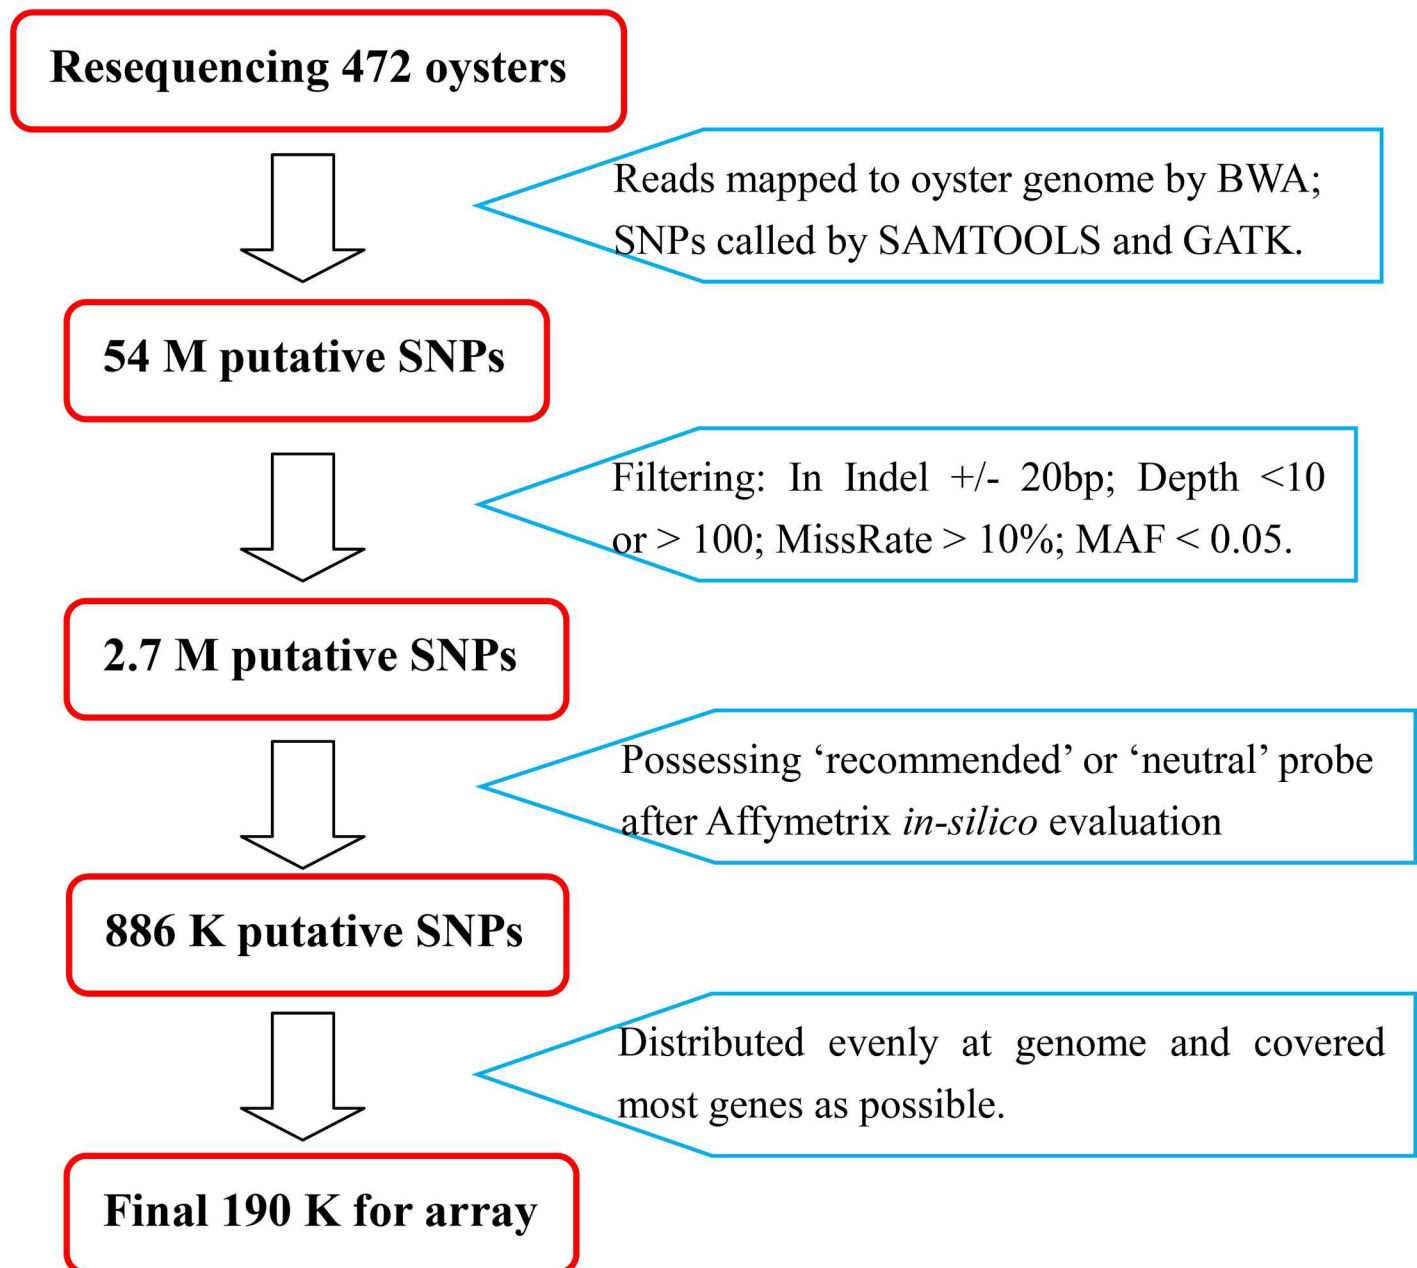 Resequencing 472 oysters
Reads mapped to oyster genome by BWA;
SNPs called by SAMTOOLS and GATK.
54 M putative SNPs
Filtering: In Indel +/- 20bp; Depth <10
or > 100; MissRate > 10%; MAF < 0.05.
2.7 M putative SNPs
Possessing ‘recommended’ or ‘neutral’ probe
after Affymetrix in-silico evaluation
886 K putative SNPs
Distributed evenly at genome and covered
most genes as possible.
Final 190 K for array